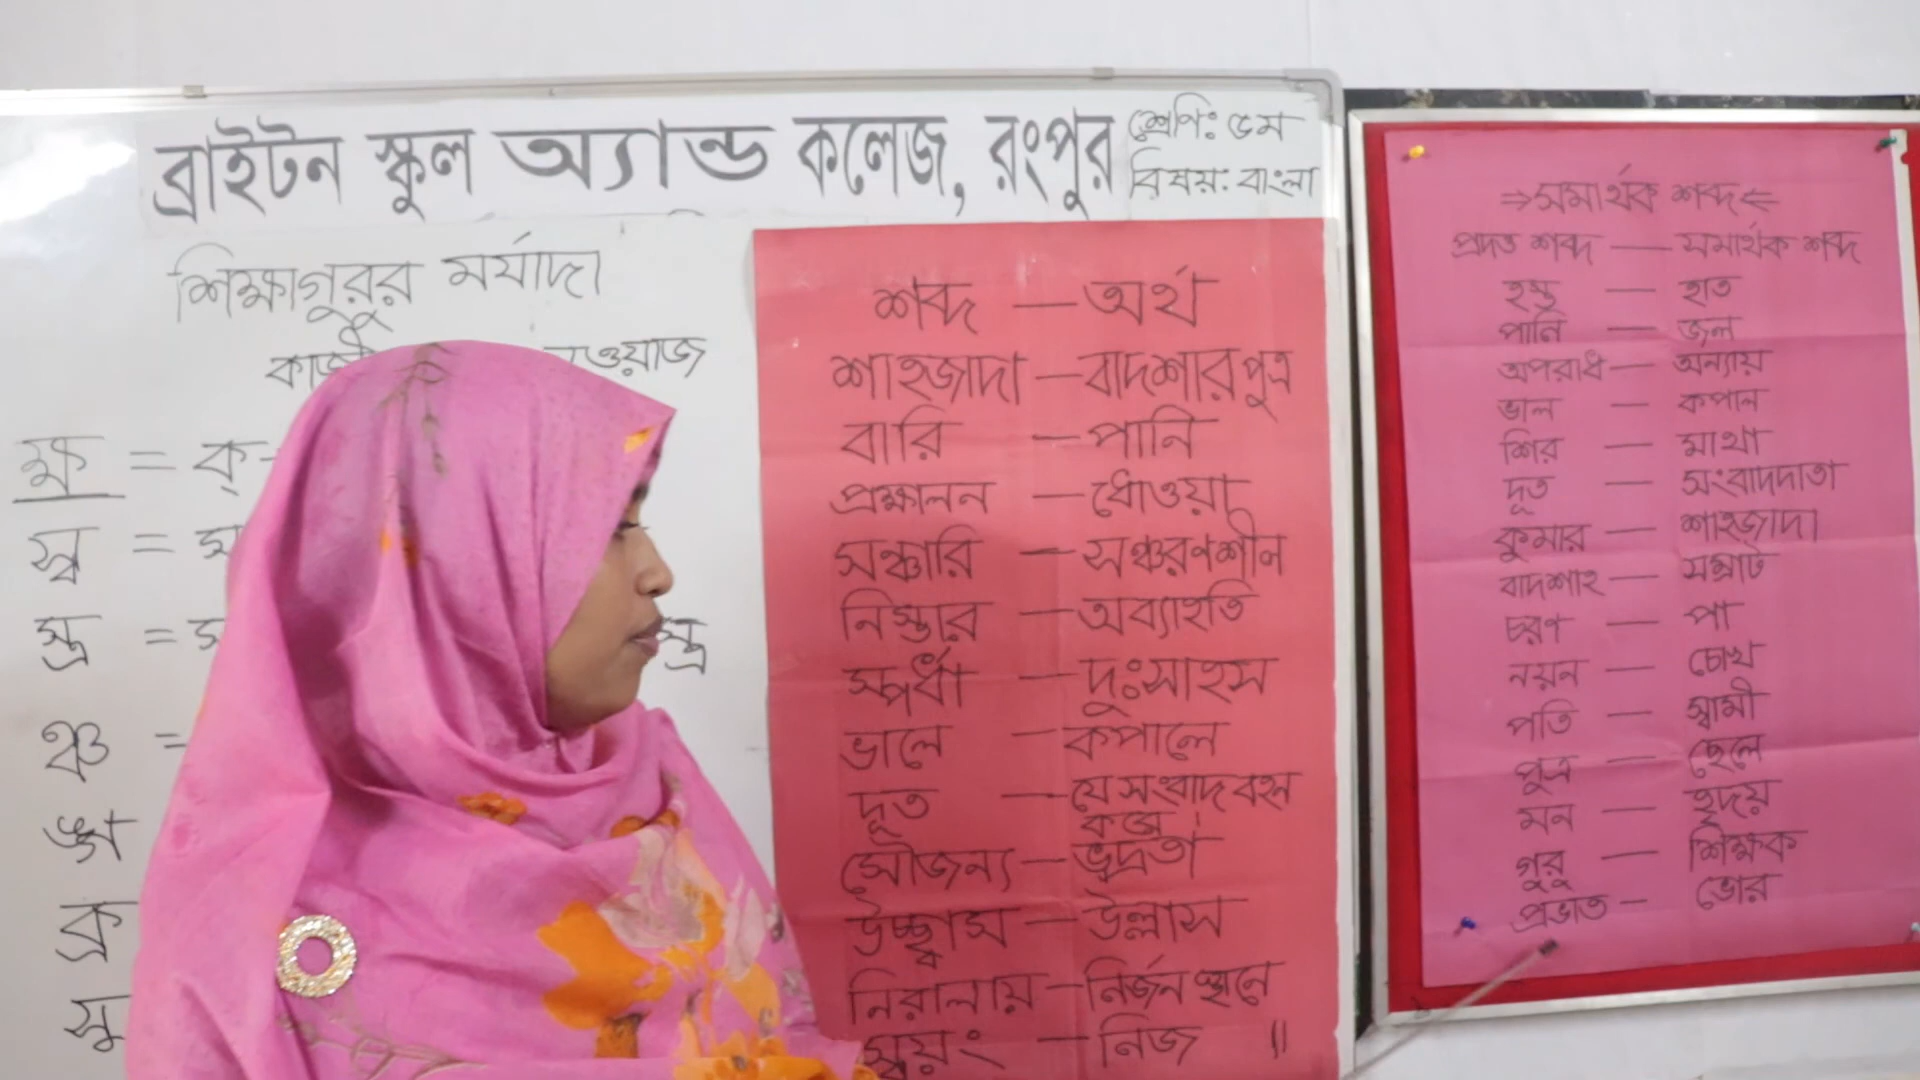 ব্রাইটন স্কুল অ্যান্ড কলেজ, রংপুর
শ্রেণি: ৫ম
বিষয়: বাংলা
শিক্ষাগুরুর মর্যাদা
ক্ষ = ক্
স্ব =
স্ত্র =
ঞ্চ =
ঙ্ক্ষ
ক্র
সু
শব্দ — অর্থ
শাহজাদা — বাদশার পুত্র
বারি — পানি
প্রক্ষালন — ধোওয়া
সঞ্চারি — সঞ্চরণশীল
নিস্তার — অব্যাহতি
স্পর্ধা — দুঃসাহস
ভালে — কপালে
দূত — যে সংবাদ বহন
করে
সৌজন্য — ভদ্রতা
উচ্ছ্বাস — উল্লাস
নিরালায় — নির্জন স্থানে
স্বয়ং — নিজ ॥
⇒সমার্থক শব্দ⇐
প্রদত্ত শব্দ — সমার্থক শব্দ
হস্ত — হাত
পানি — জল
অপরাধ — অন্যায়
ভাল — কপাল
শির — মাথা
দূত — সংবাদদাতা
কুমার — শাহজাদা
বাদশাহ — সম্রাট
চরণ — পা
নয়ন — চোখ
পতি — স্বামী
পুত্র — ছেলে
মন — হৃদয়
গুরু — শিক্ষক
প্রভাত — ভোর